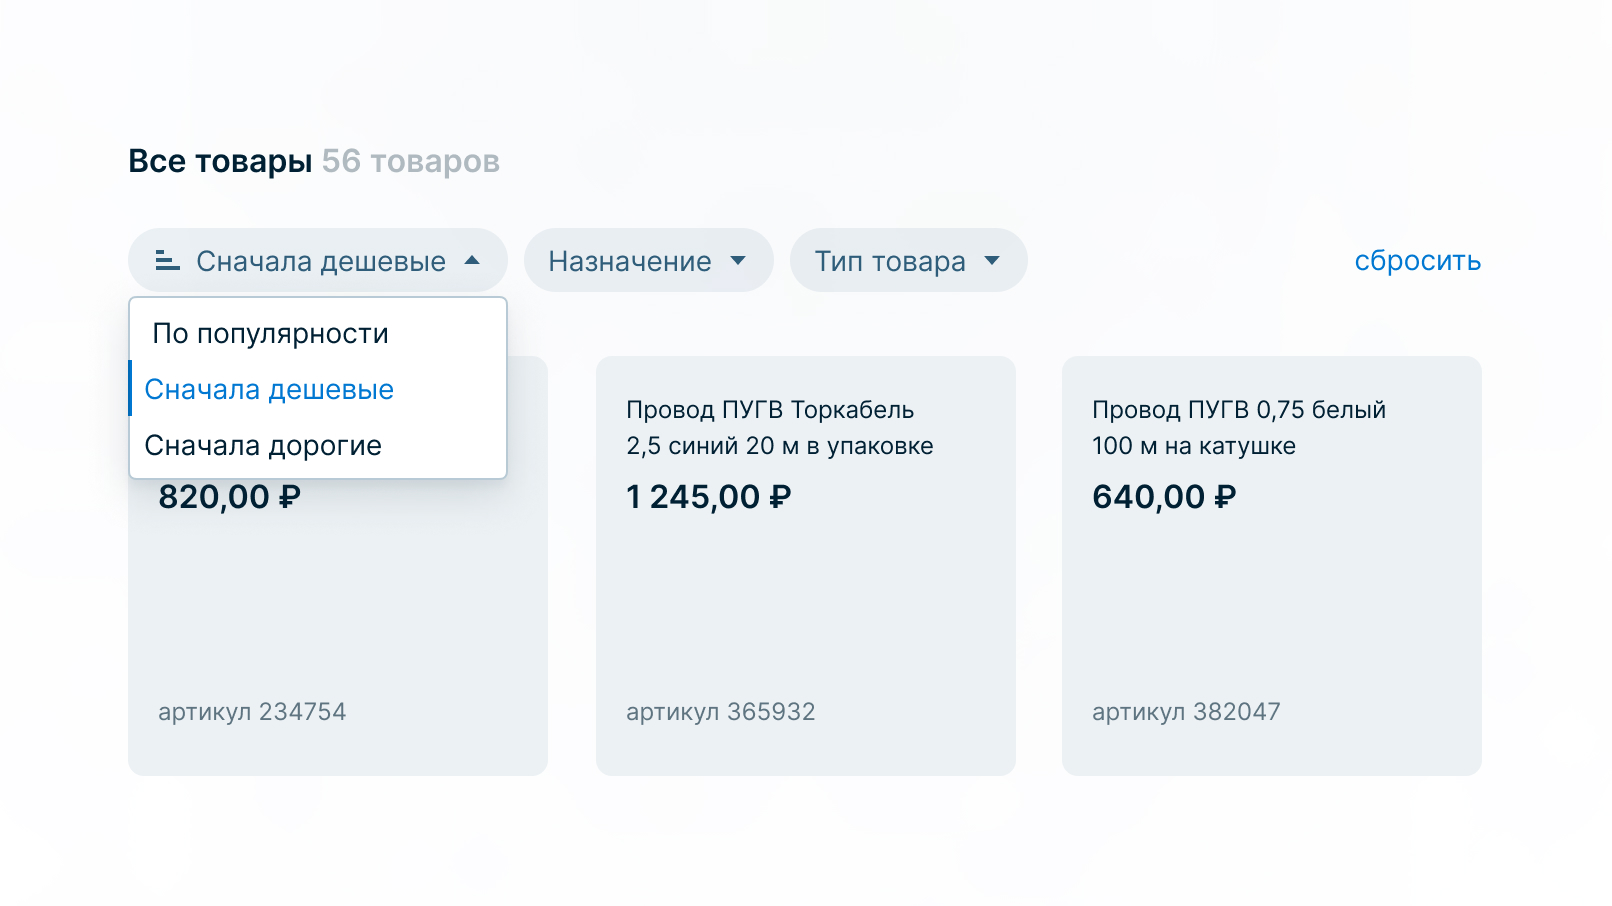 Все товары 56 товаров
Сначала дешевые Назначение Тип товара сбросить
По популярности
Сначала дешевые
Сначала дорогие
820,00 ₽
артикул 234754
Провод ПУГВ Торкабель
2,5 синий 20 м в упаковке
1 245,00 ₽
артикул 365932
Провод ПУГВ 0,75 белый
100 м на катушке
640,00 ₽
артикул 382047